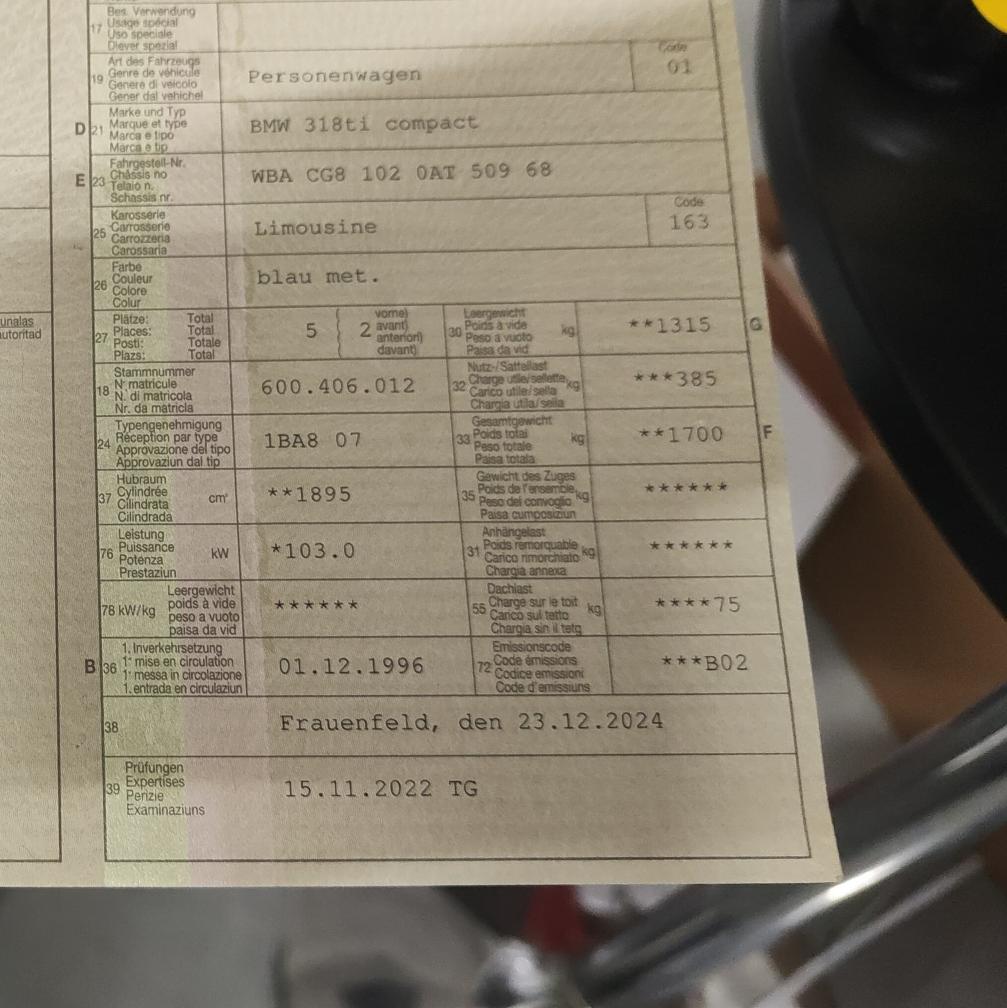 17 Bes. Verwendung
Usage spécial
Uso speciale
Diever spezial
19 Art des Fahrzeugs
Genre de véhicule
Genere di veicolo
Gener dal vehichel
Personenwagen
Code
01
D 21 Marke und Typ
Marque et type
Marca e tipo
Marca e tip
BMW 318ti compact
E 23 Fahrgestell-Nr.
Châssis no
Telaio n.
Schassis nr.
WBA CG8 102 0AT 509 68
25 Karosserie
Carrosserie
Carrozzeria
Carossaria
Limousine
Code
163
26 Farbe
Couleur
Colore
Colur
blau met.
unalas
autoritad
27 Plätze: Total
Places: Total
Posti: Totale
Plazs: Total
5 { 2 vorne)
avant)
anteriori)
davant)
30 Leergewicht
Poids à vide
Peso a vuoto
Paisa da vid
kg
**1315 G
18 Stammnummer
N° matricule
N. di matricola
Nr. da matricla
600.406.012
32 Nutz-/Sattellast
Charge utile/sellette
Carico utile/sella
Chargia utila/sella
kg
***385
24 Typengenehmigung
Réception par type
Approvazione del tipo
Approvaziun dal tip
1BA8 07
33 Gesamtgewicht
Poids total
Peso totale
Paisa totala
kg
**1700 F
37 Hubraum
Cylindrée
Cilindrata
Cilindrada
cm³
**1895
35 Gewicht des Zuges
Poids de l'ensemble
Peso del convoglio
Paisa cumposiziun
kg
******
76 Leistung
Puissance
Potenza
Prestaziun
kW
*103.0
31 Anhängelast
Poids remorquable
Carico rimorchiato
Chargia annexa
kg
******
78 kW/kg Leergewicht
poids à vide
peso a vuoto
paisa da vid
******
55 Dachlast
Charge sur le toit
Carico sul tetto
Chargia sin il tetg
kg
****75
B 36 1. Inverkehrsetzung
1ʳ mise en circulation
1ʳ messa in circolazione
1. entrada en circulaziun
01.12.1996
72 Emissionscode
Code émissions
Codice emissioni
Code d'emissiuns
***B02
38 Frauenfeld, den 23.12.2024
39 Prüfungen
Expertises
Perizie
Examinaziuns
15.11.2022 TG